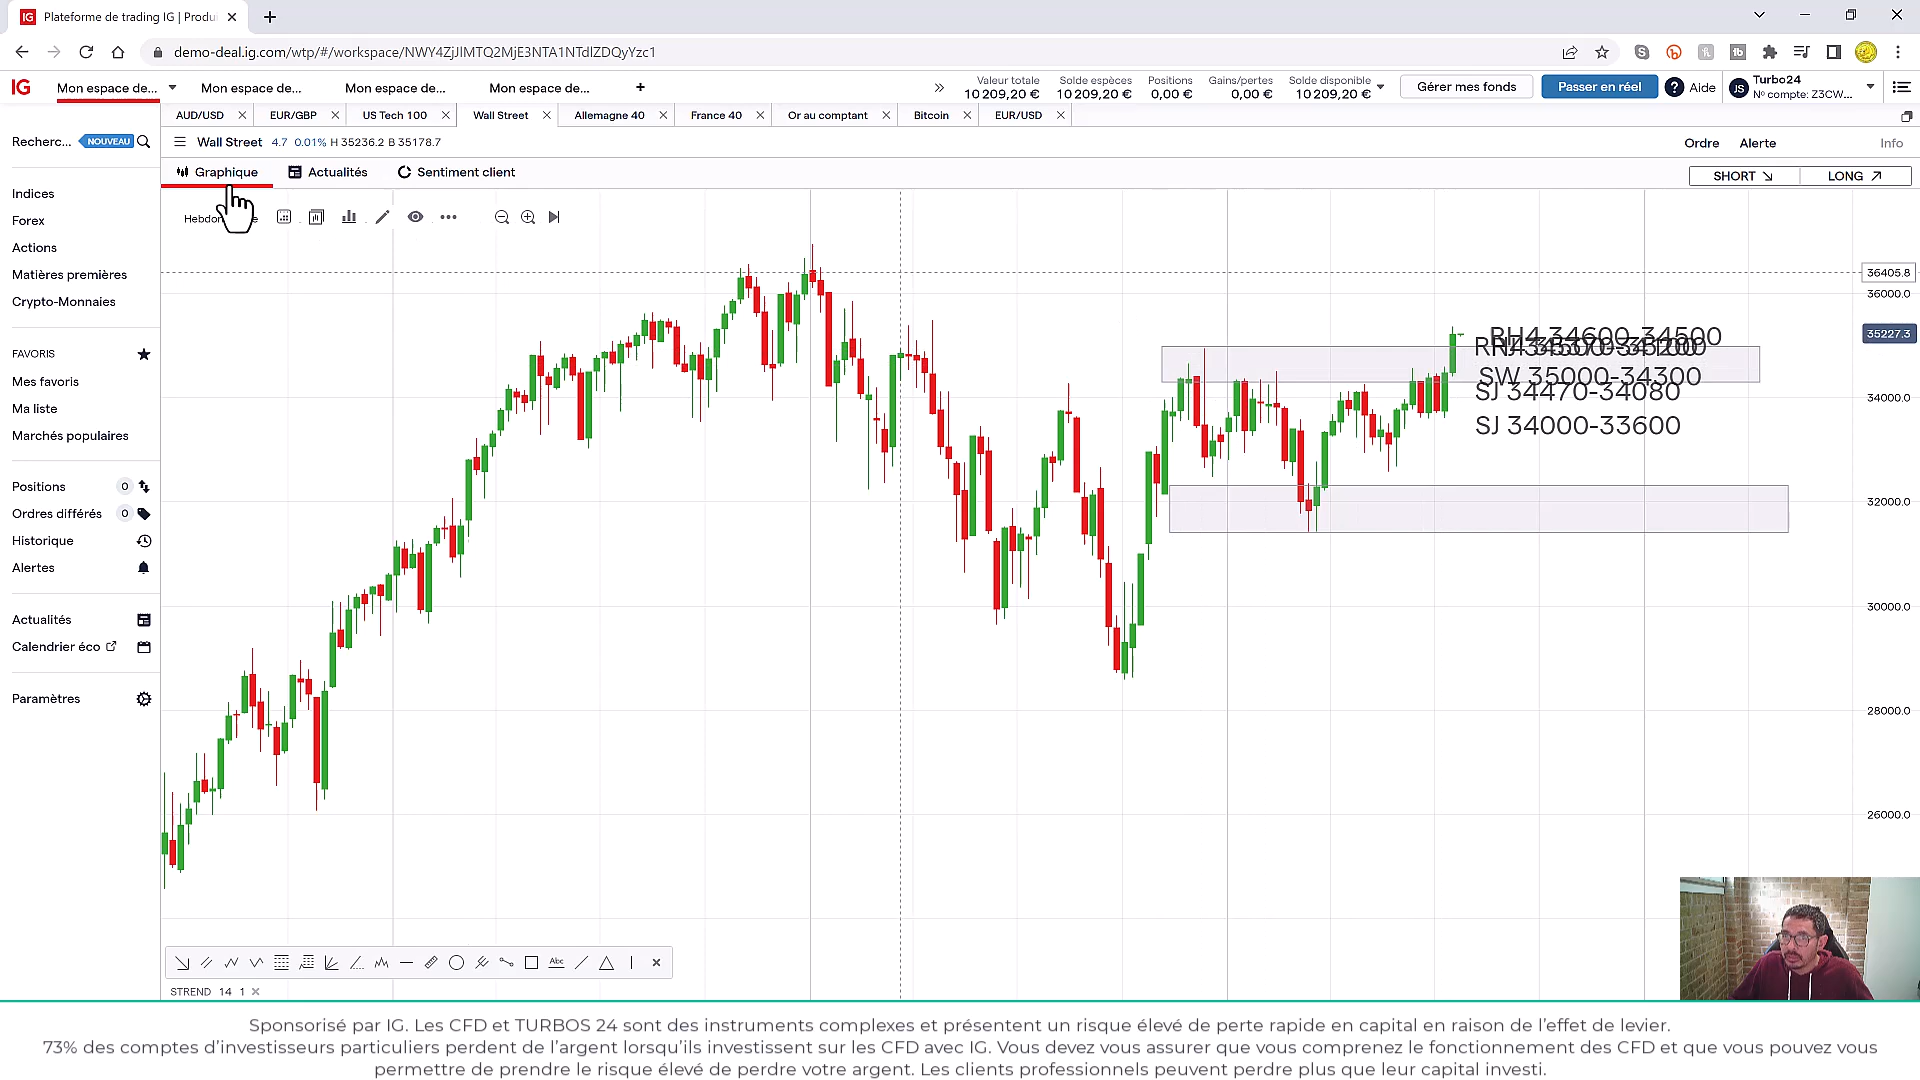 IG Plateforme de trading IG | Produi
demo-deal.ig.com/wtp/#/workspace/NWY4ZjJlMTQ2MjE3NTA1NTdlZDQyYzc1
IG
Mon espace de...
Mon espace de...
Mon espace de...
Mon espace de...
Valeur totale
10 209,20 €
Solde espèces
10 209,20 €
Positions
0,00 €
Gains/pertes
0,00 €
Solde disponible
10 209,20 €
Gérer mes fonds
Passer en réel
Aide
JS
Turbo24
Nº compte: Z3CW...
AUD/USD
EUR/GBP
US Tech 100
Wall Street
Allemagne 40
France 40
Or au comptant
Bitcoin
EUR/USD
Recherc...
NOUVEAU
Wall Street 4.7 0.01% H 35236.2 B 35178.7
Ordre
Alerte
Info
Graphique
Actualités
Sentiment client
SHORT
LONG
Indices
Forex
Actions
Matières premières
Crypto-Monnaies
FAVORIS
Mes favoris
Ma liste
Marchés populaires
Positions 0
Ordres différés 0
Historique
Alertes
Actualités
Calendrier éco
Paramètres
36405.8
36000.0
35227.3
34000.0
32000.0
30000.0
28000.0
26000.0
RH4 34600-34500
SW 35000-34300
SJ 34470-34080
SJ 34000-33600
Abc
STREND 14 1
Sponsorisé par IG. Les CFD et TURBOS 24 sont des instruments complexes et présentent un risque élevé de perte rapide en capital en raison de l'effet de levier.
73% des comptes d'investisseurs particuliers perdent de l'argent lorsqu'ils investissent sur les CFD avec IG. Vous devez vous assurer que vous comprenez le fonctionnement des CFD et que vous pouvez vous
permettre de prendre le risque élevé de perdre votre argent. Les clients professionnels peuvent perdre plus que leur capital investi.